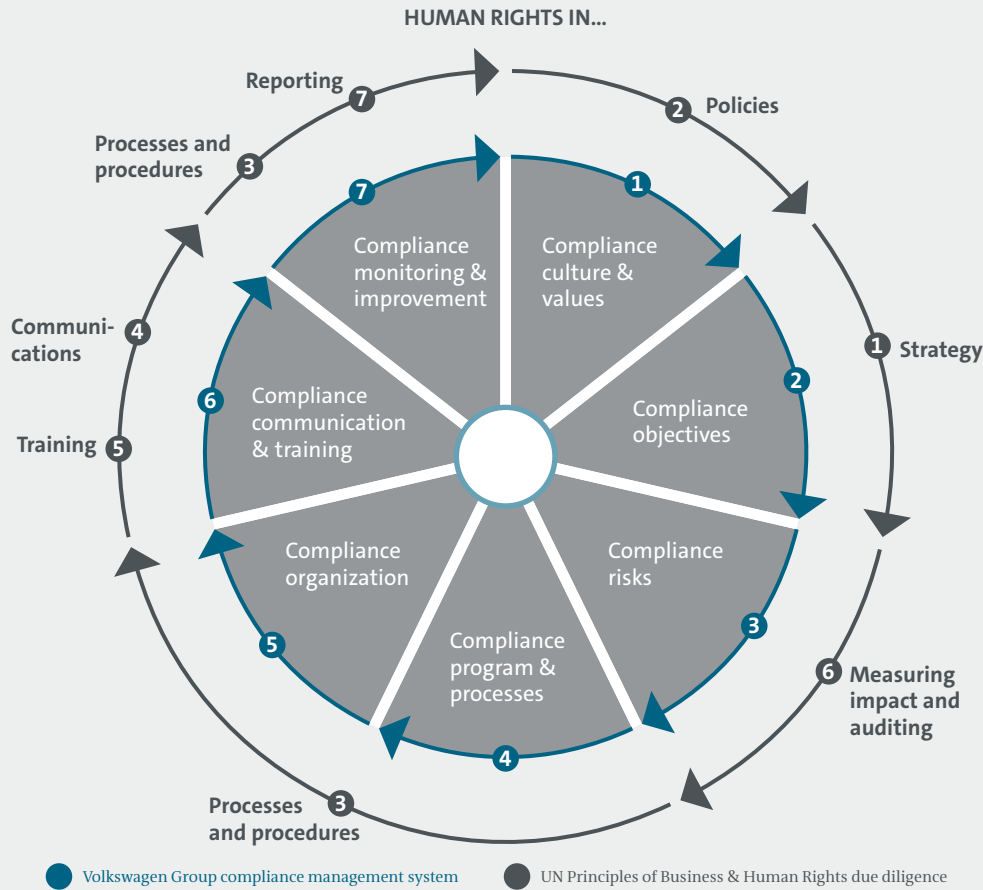 HUMAN RIGHTS IN...
Reporting
7
2
Policies
Processes and
procedures
3
7
1
Compliance
monitoring &
improvement
Compliance
culture &
values
Communi-
cations
4
1
Strategy
6
2
Compliance
communication
& training
Compliance
objectives
Training
5
Compliance
organization
Compliance
risks
5
3
Compliance
program &
processes
6
Measuring
impact and
auditing
4
Processes
and procedures
3
Volkswagen Group compliance management system
UN Principles of Business & Human Rights due diligence